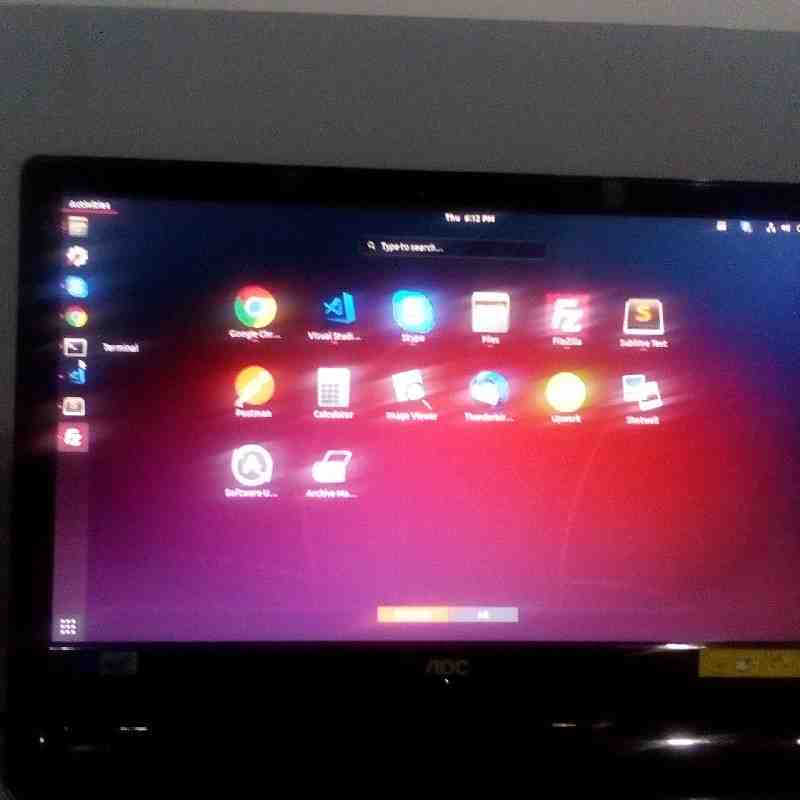 Activities
Thu 6:12 PM
Type to search...
Google Chr...
Visual Studi...
Skype
Files
FileZilla
Sublime Text
Terminal
Postman
Calculator
Image Viewer
Thunderbir...
Upwork
Shotwell
Software U...
Archive Ma...
All
AOC